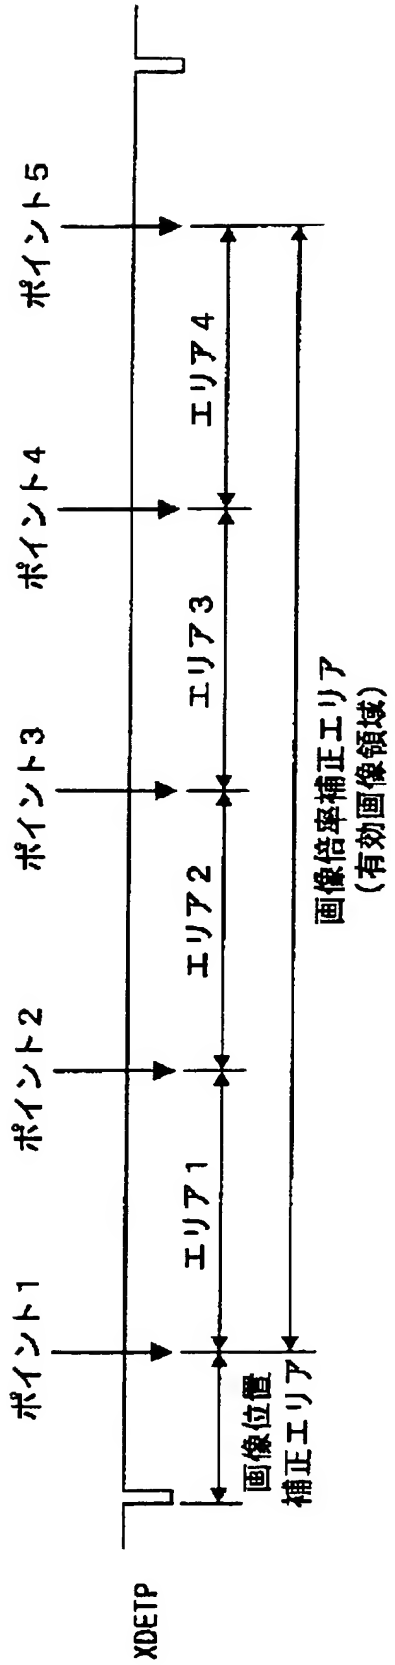 ポイント1
ポイント2
ポイント3
ポイント4
ポイント5
XDETP
エリア1
エリア2
エリア3
エリア4
画像位置
補正エリア
画像倍率補正エリア
(有効画像領域)